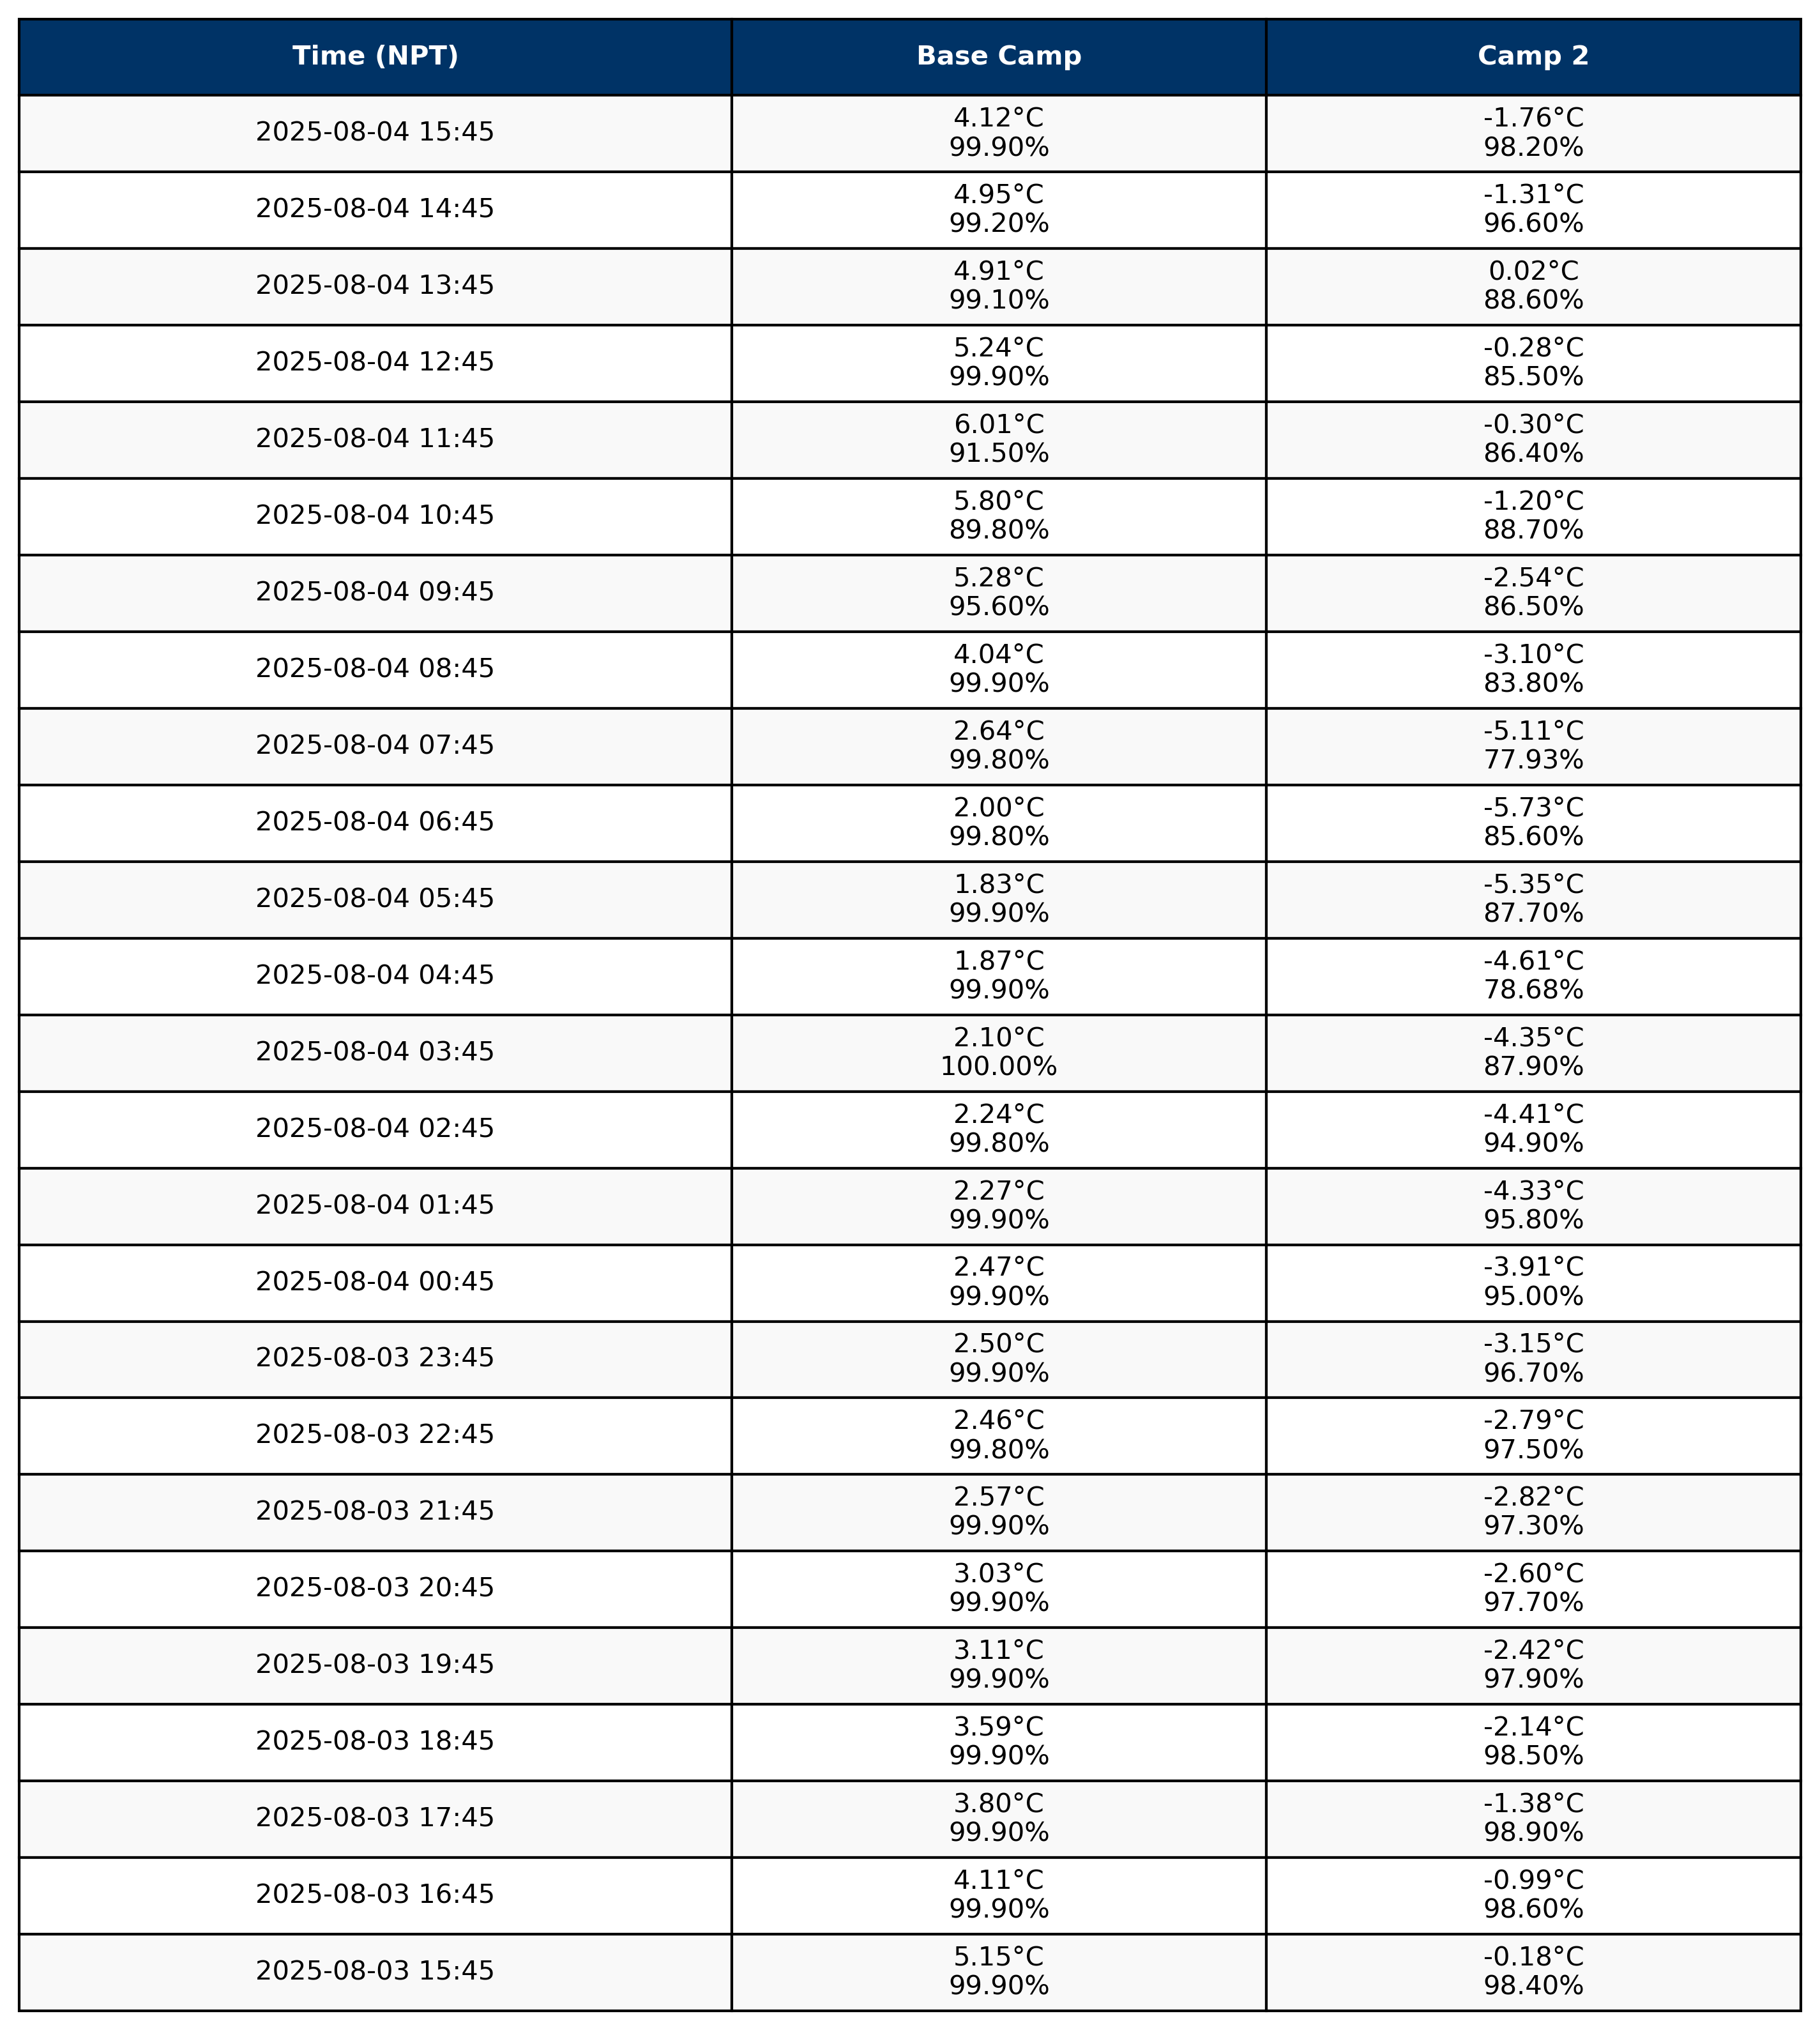 Time (NPT) Base Camp Camp 2
2025-08-04 15:45 4.12°C -1.76°C
99.90% 98.20%
2025-08-04 14:45 4.95°C -1.31°C
99.20% 96.60%
2025-08-04 13:45 4.91°C 0.02°C
99.10% 88.60%
2025-08-04 12:45 5.24°C -0.28°C
99.90% 85.50%
2025-08-04 11:45 6.01°C -0.30°C
91.50% 86.40%
2025-08-04 10:45 5.80°C -1.20°C
89.80% 88.70%
2025-08-04 09:45 5.28°C -2.54°C
95.60% 86.50%
2025-08-04 08:45 4.04°C -3.10°C
99.90% 83.80%
2025-08-04 07:45 2.64°C -5.11°C
99.80% 77.93%
2025-08-04 06:45 2.00°C -5.73°C
99.80% 85.60%
2025-08-04 05:45 1.83°C -5.35°C
99.90% 87.70%
2025-08-04 04:45 1.87°C -4.61°C
99.90% 78.68%
2025-08-04 03:45 2.10°C -4.35°C
100.00% 87.90%
2025-08-04 02:45 2.24°C -4.41°C
99.80% 94.90%
2025-08-04 01:45 2.27°C -4.33°C
99.90% 95.80%
2025-08-04 00:45 2.47°C -3.91°C
99.90% 95.00%
2025-08-03 23:45 2.50°C -3.15°C
99.90% 96.70%
2025-08-03 22:45 2.46°C -2.79°C
99.80% 97.50%
2025-08-03 21:45 2.57°C -2.82°C
99.90% 97.30%
2025-08-03 20:45 3.03°C -2.60°C
99.90% 97.70%
2025-08-03 19:45 3.11°C -2.42°C
99.90% 97.90%
2025-08-03 18:45 3.59°C -2.14°C
99.90% 98.50%
2025-08-03 17:45 3.80°C -1.38°C
99.90% 98.90%
2025-08-03 16:45 4.11°C -0.99°C
99.90% 98.60%
2025-08-03 15:45 5.15°C -0.18°C
99.90% 98.40%